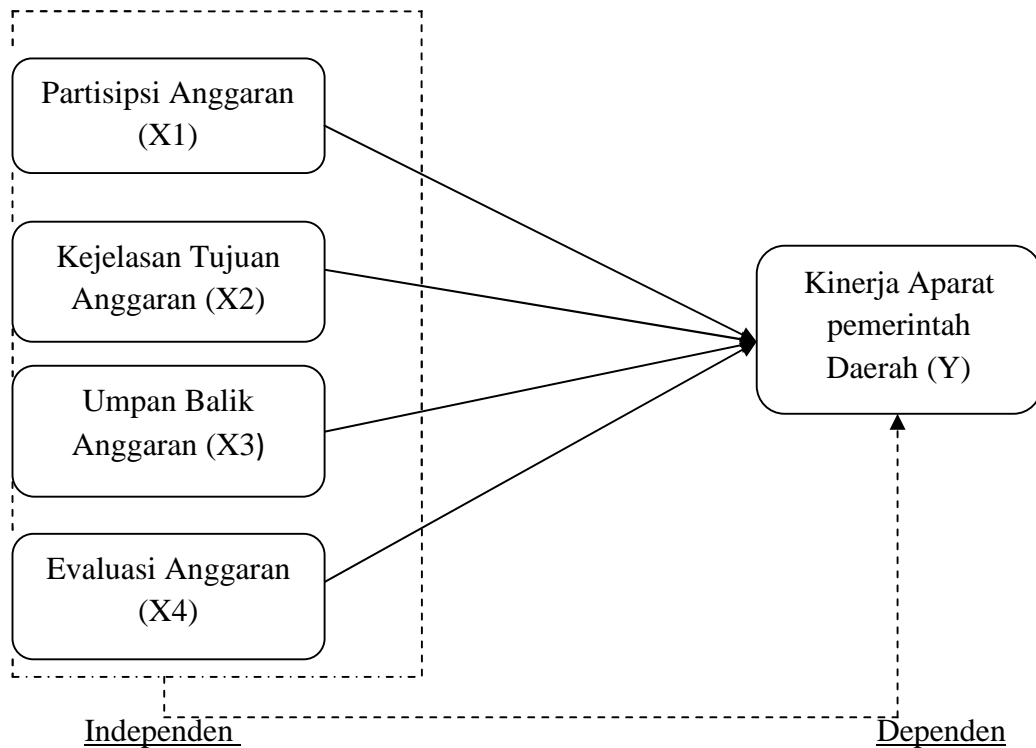 Partisipsi Anggaran
(X1)
Kejelasan Tujuan
Anggaran (X2)
Umpan Balik
Anggaran (X3)
Evaluasi Anggaran
(X4)
Kinerja Aparat
pemerintah
Daerah (Y)
Independen
Dependen